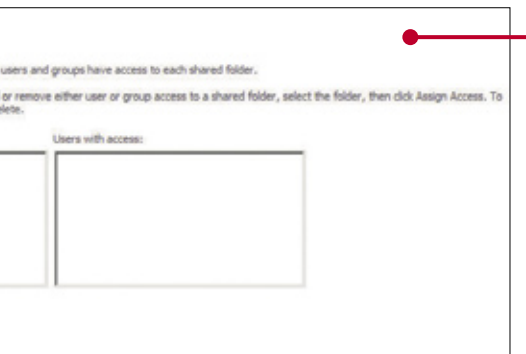 users and groups have access to each shared folder.
or remove either user or group access to a shared folder, select the folder, then click Assign Access. To
elete.
Users with access: